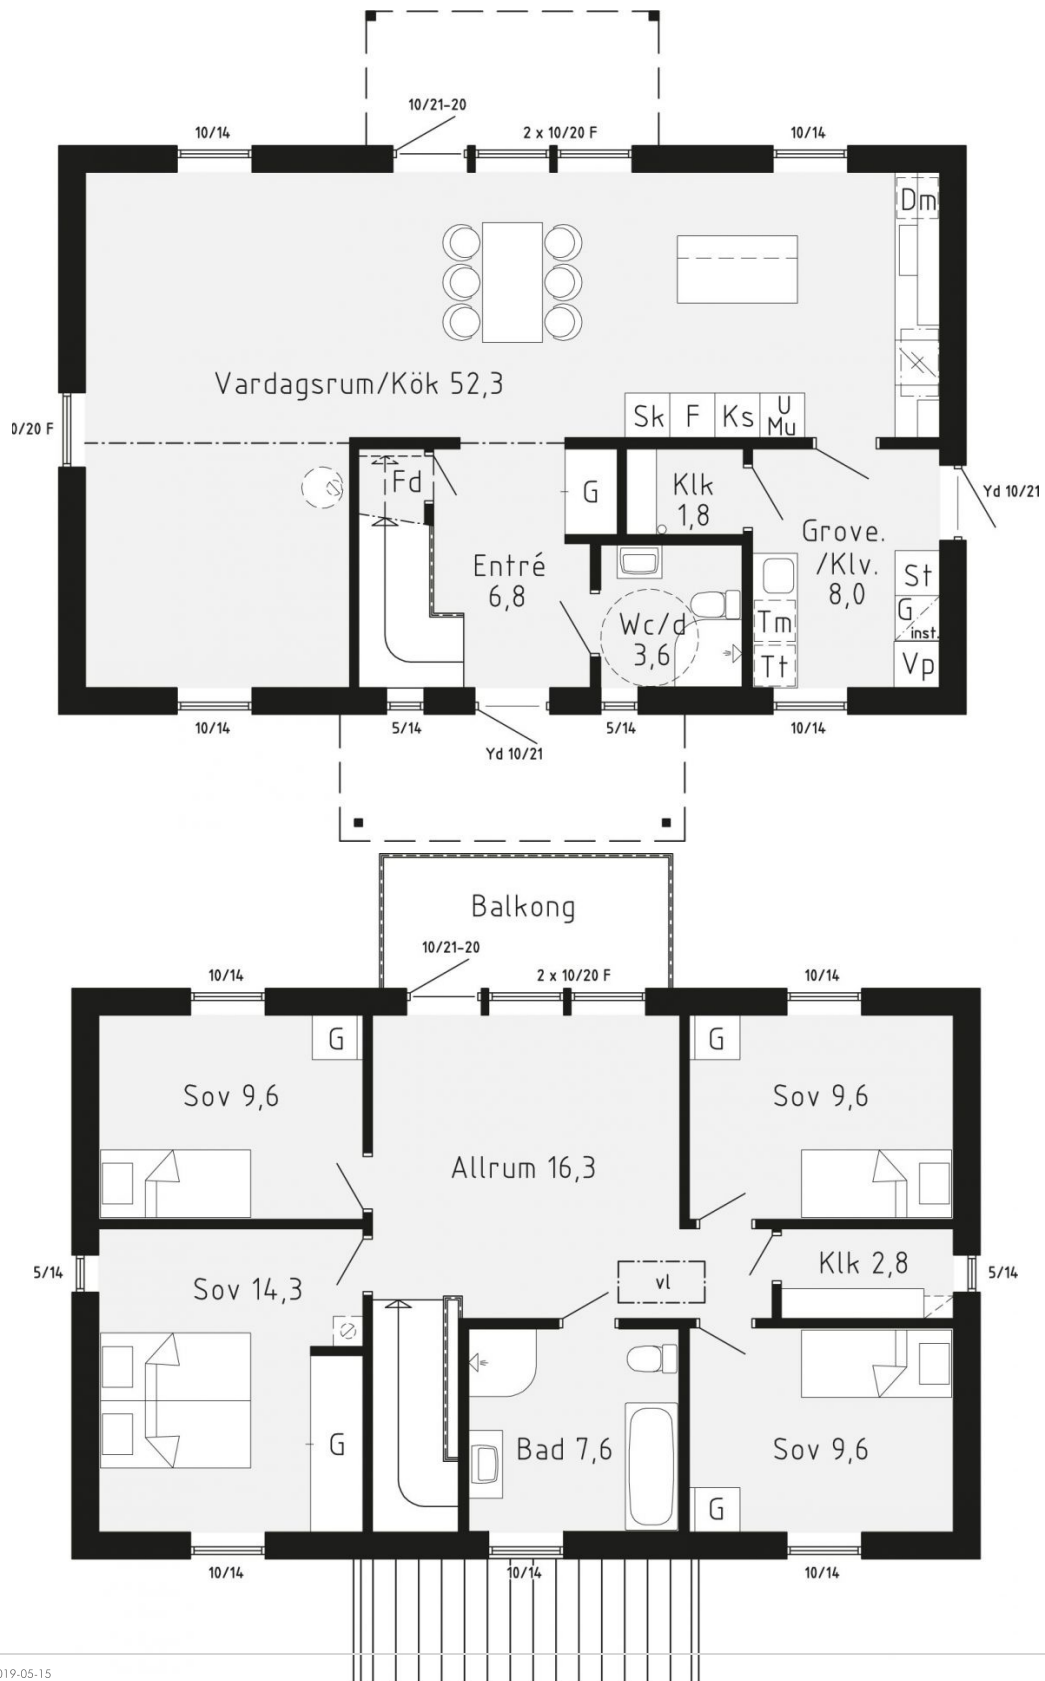 10/21-20
10/14
2 x 10/20 F
10/14
Dm
Vardagsrum/Kök 52,3
Sk
F
Ks
U
Mu
0/20 F
Fd
G
Klk
1,8
Yd 10/21
Grove.
/Klv.
8,0
Entré
6,8
St
G
inst.
Wc/d
3,6
Tm
Tt
Vp
10/14
5/14
Yd 10/21
5/14
10/14
Balkong
10/21-20
10/14
2 x 10/20 F
10/14
G
G
Sov 9,6
Sov 9,6
Allrum 16,3
5/14
Sov 14,3
vl
Klk 2,8
5/14
G
Bad 7,6
Sov 9,6
G
10/14
10/14
10/14
019-05-15